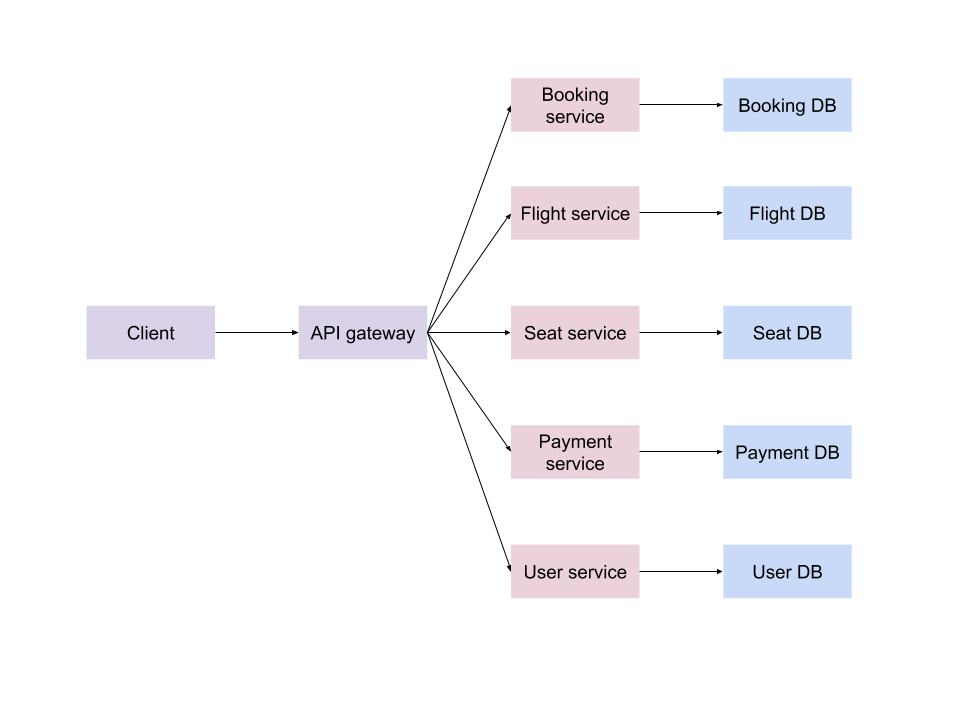 Booking
service
Booking DB
Flight service
Flight DB
Client
API gateway
Seat service
Seat DB
Payment
service
Payment DB
User service
User DB